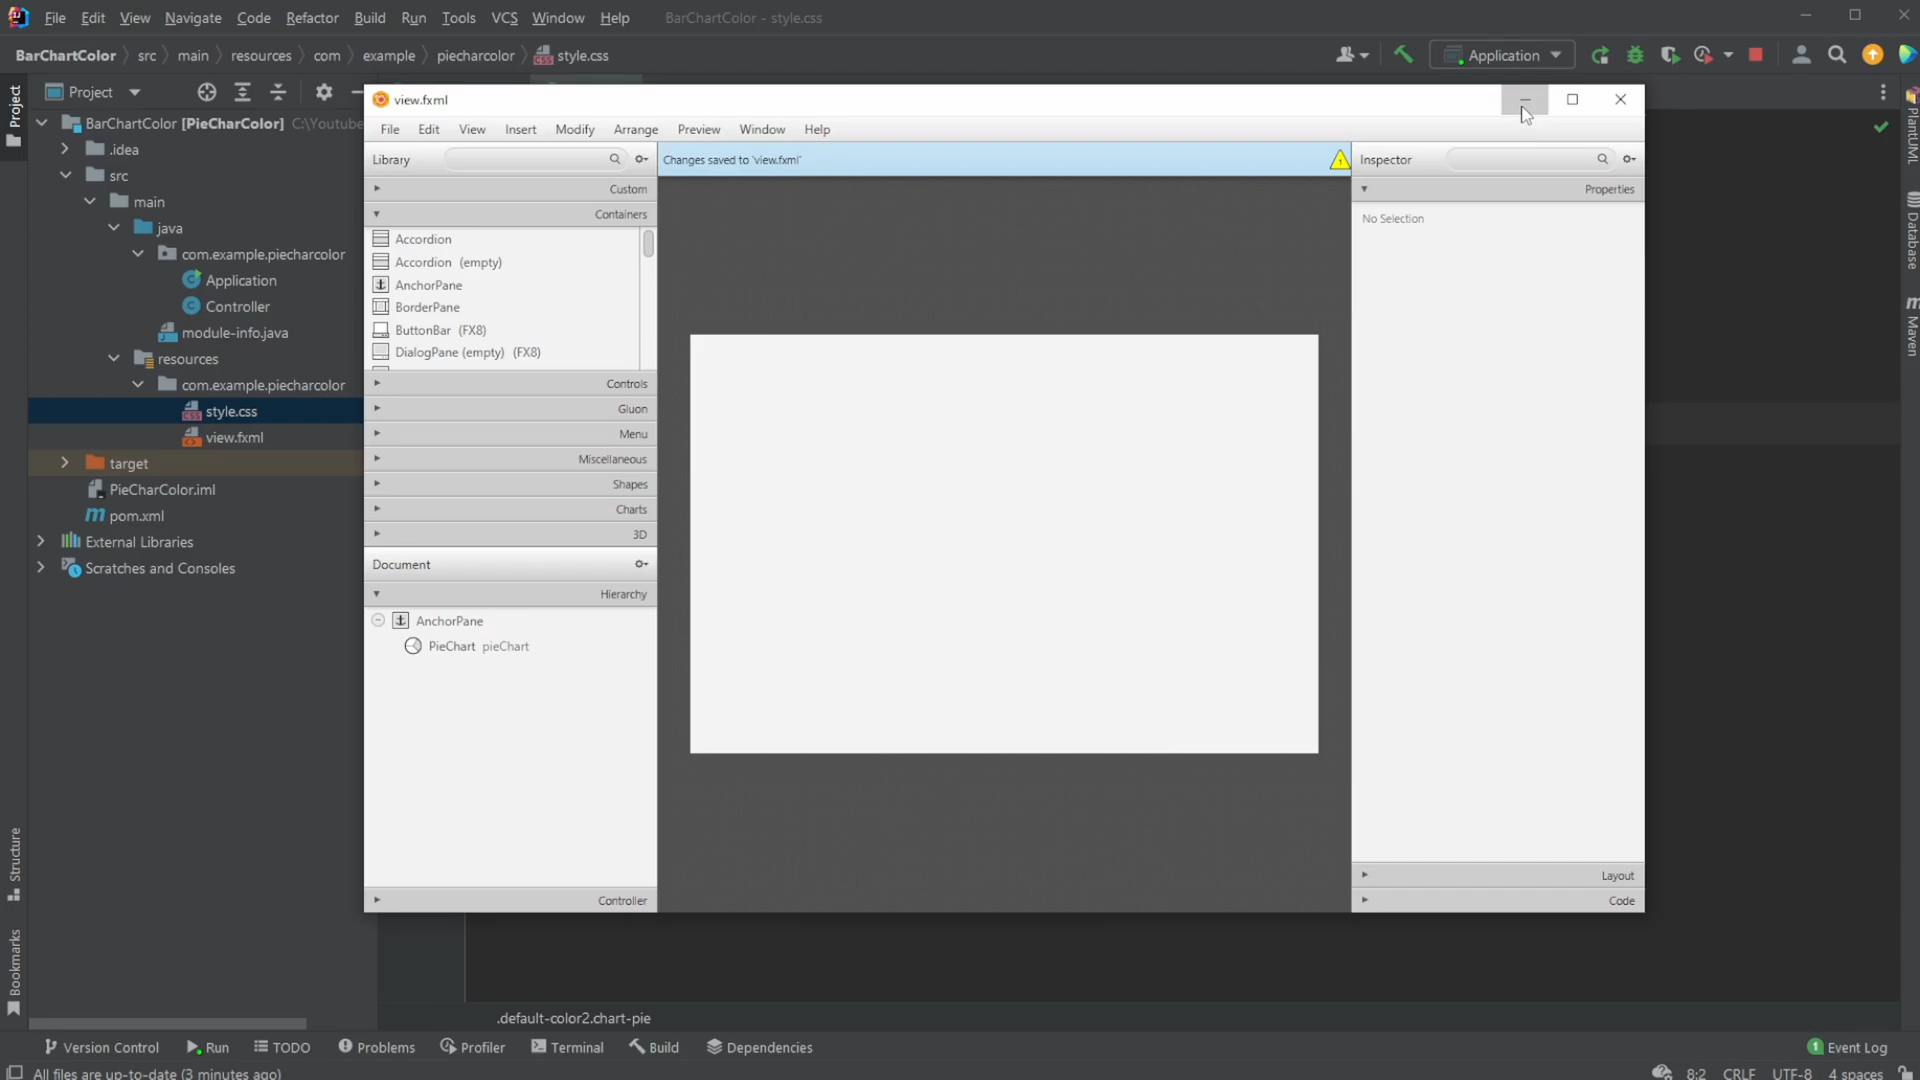 File Edit View Navigate Code Refactor Build Run Tools VCS Window Help BarChartColor - style.css
BarChartColor src main resources com example piecharcolor style.css Application
Project
BarChartColor [PieCharColor] C:\Youtube
.idea
src
main
java
com.example.piecharcolor
Application
Controller
module-info.java
resources
com.example.piecharcolor
style.css
view.fxml
target
PieCharColor.iml
pom.xml
External Libraries
Scratches and Consoles
Project
Structure
Bookmarks
view.fxml
File Edit View Insert Modify Arrange Preview Window Help
Library
Custom
Containers
Accordion
Accordion (empty)
AnchorPane
BorderPane
ButtonBar (FX8)
DialogPane (empty) (FX8)
Controls
Gluon
Menu
Miscellaneous
Shapes
Charts
3D
Document
Hierarchy
AnchorPane
PieChart pieChart
Controller
Changes saved to 'view.fxml'
1
Inspector
Properties
No Selection
Layout
Code
PlantUML
Database
Maven
.default-color2.chart-pie
Version Control Run TODO Problems Profiler Terminal Build Dependencies 1 Event Log
All files are up-to-date (3 minutes ago) 8:2 CRLF UTF-8 4 spaces